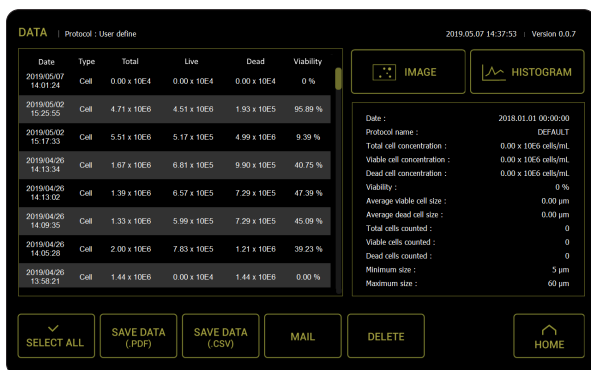 DATA | Protocol : User define 2019.05.07 14:37:53 | Version 0.0.7
Date Type Total Live Dead Viability
2019/05/07 14:01:24 Cell 0.00 x 10E4 0.00 x 10E4 0.00 x 10E4 0 %
2019/05/02 15:25:55 Cell 4.71 x 10E6 4.51 x 10E6 1.93 x 10E5 95.89 %
2019/05/02 15:17:33 Cell 5.51 x 10E6 5.17 x 10E5 4.99 x 10E6 9.39 %
2019/04/26 14:13:34 Cell 1.67 x 10E6 6.81 x 10E5 9.90 x 10E5 40.75 %
2019/04/26 14:13:02 Cell 1.39 x 10E6 6.57 x 10E5 7.29 x 10E5 47.39 %
2019/04/26 14:09:35 Cell 1.33 x 10E6 5.99 x 10E5 7.29 x 10E5 45.09 %
2019/04/26 14:05:28 Cell 2.00 x 10E6 7.83 x 10E5 1.21 x 10E6 39.23 %
2019/04/26 13:58:21 Cell 1.44 x 10E6 0.00 x 10E4 1.44 x 10E6 0.00 %
IMAGE
HISTOGRAM
Date : 2018.01.01 00:00:00
Protocol name : DEFAULT
Total cell concentration : 0.00 x 10E6 cells/mL
Viable cell concentration : 0.00 x 10E6 cells/mL
Dead cell concentration : 0.00 x 10E6 cells/mL
Viability : 0 %
Average viable cell size : 0.00 µm
Average dead cell size : 0.00 µm
Total cells counted : 0
Viable cells counted : 0
Dead cells counted : 0
Minimum size : 5 µm
Maximum size : 60 µm
SELECT ALL
SAVE DATA
(.PDF)
SAVE DATA
(.CSV)
MAIL
DELETE
HOME